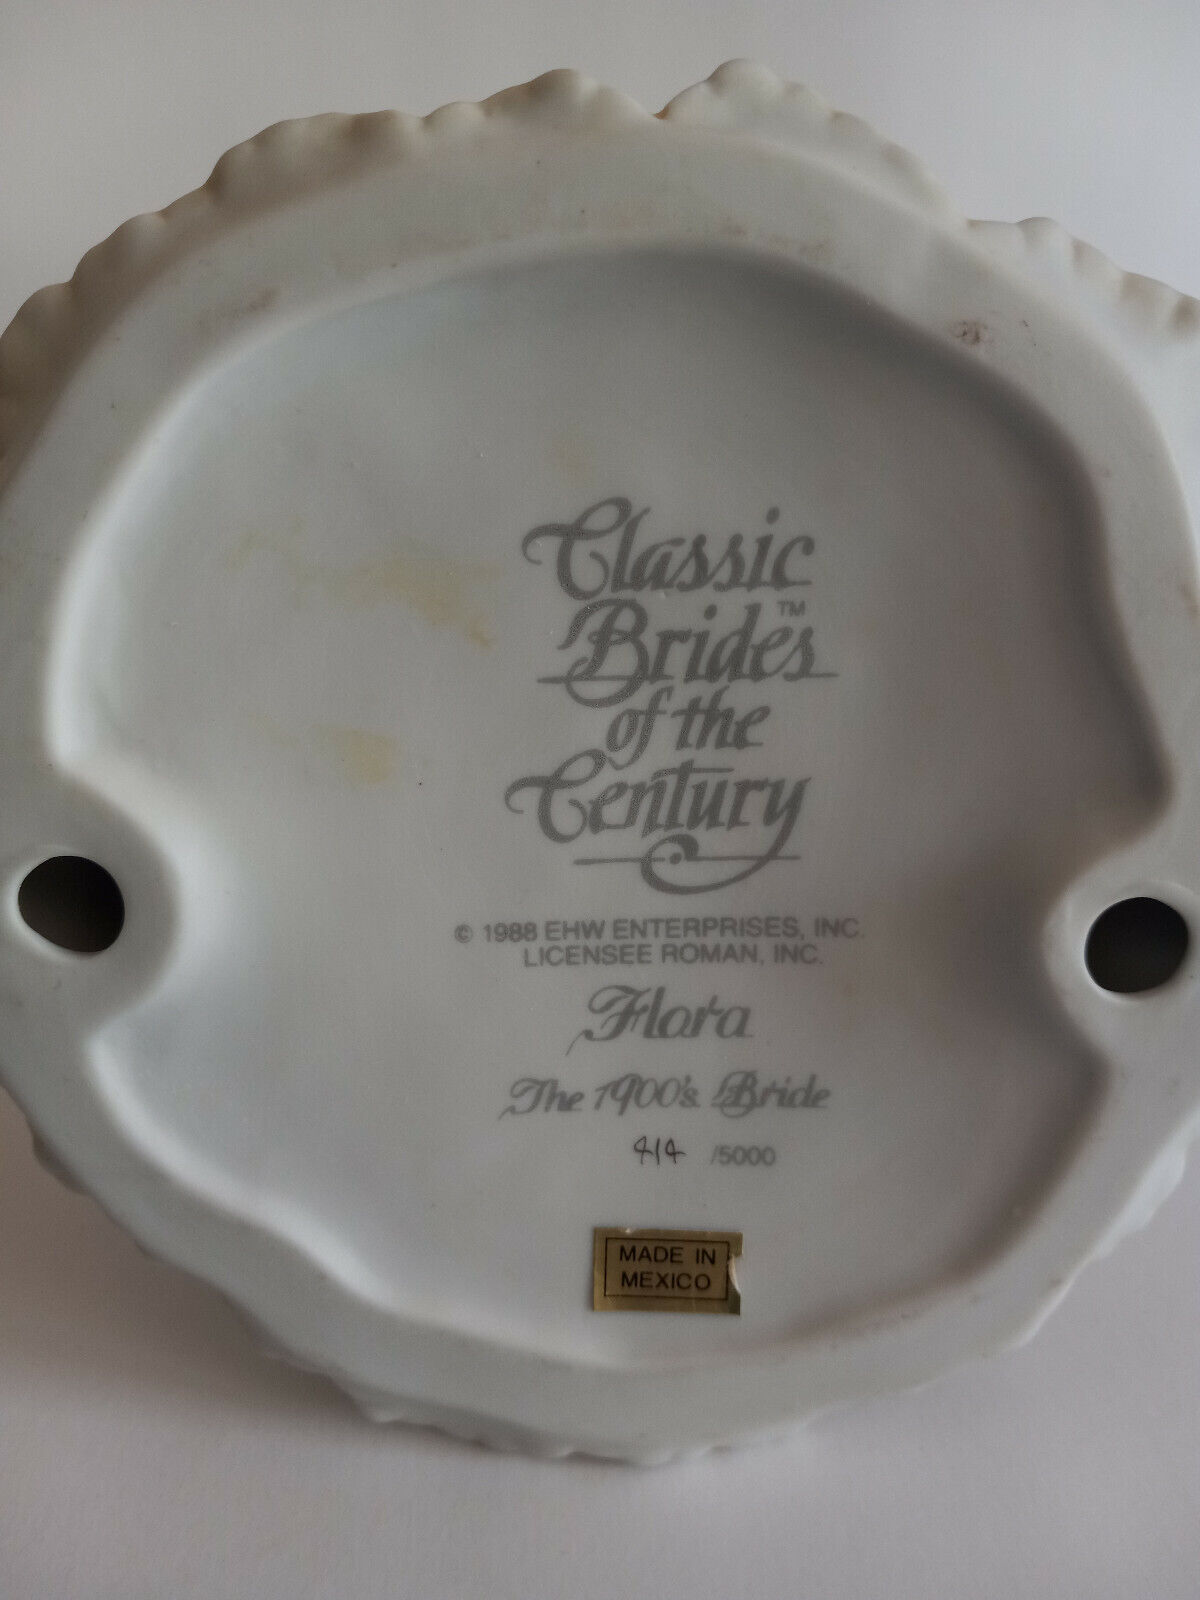 Classic
Brides™
of the
Century
© 1988 EHW ENTERPRISES, INC.
LICENSEE ROMAN, INC.
Flora
The 1900's Bride
414 /5000
MADE IN
MEXICO